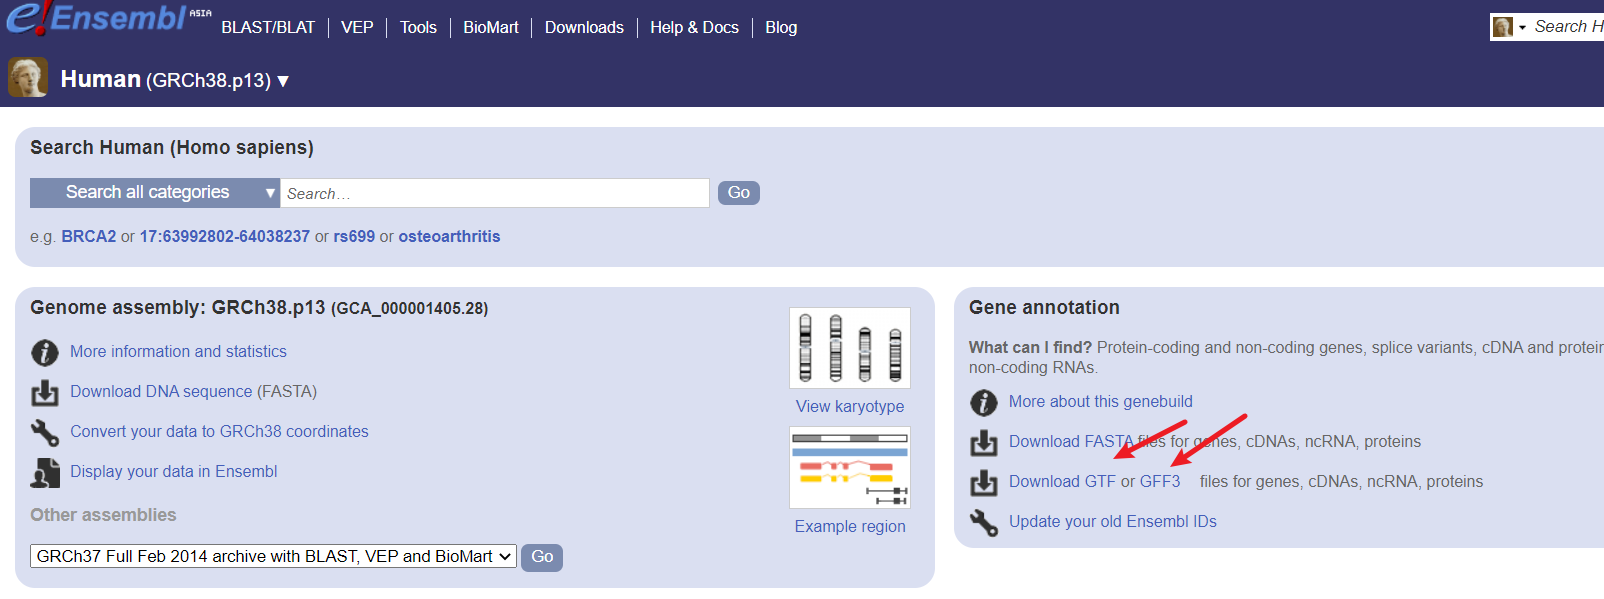 e!Ensembl ASIA BLAST/BLAT VEP Tools BioMart Downloads Help & Docs Blog Search H
Human (GRCh38.p13) ▼
Search Human (Homo sapiens)
Search all categories ▼ Search… Go
e.g. BRCA2 or 17:63992802-64038237 or rs699 or osteoarthritis
Genome assembly: GRCh38.p13 (GCA_000001405.28)
More information and statistics
Download DNA sequence (FASTA)
Convert your data to GRCh38 coordinates
Display your data in Ensembl
Other assemblies
GRCh37 Full Feb 2014 archive with BLAST, VEP and BioMart Go
View karyotype
Example region
Gene annotation
What can I find? Protein-coding and non-coding genes, splice variants, cDNA and protein
non-coding RNAs.
More about this genebuild
Download FASTA files for genes, cDNAs, ncRNA, proteins
Download GTF or GFF3 files for genes, cDNAs, ncRNA, proteins
Update your old Ensembl IDs